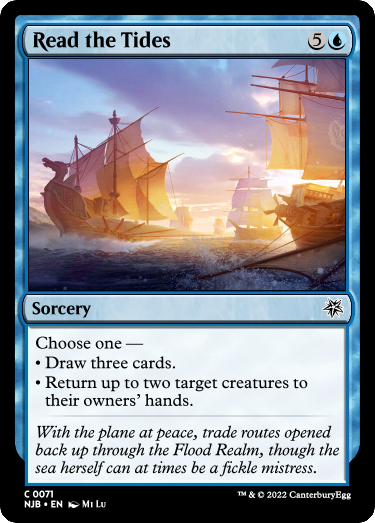 Read the Tides 5
Sorcery
Choose one —
• Draw three cards.
• Return up to two target creatures to
their owners' hands.
With the plane at peace, trade routes opened
back up through the Flood Realm, though the
sea herself can at times be a fickle mistress.
C 0071
NJB • EN Mi Lu
™ & © 2022 CanterburyEgg